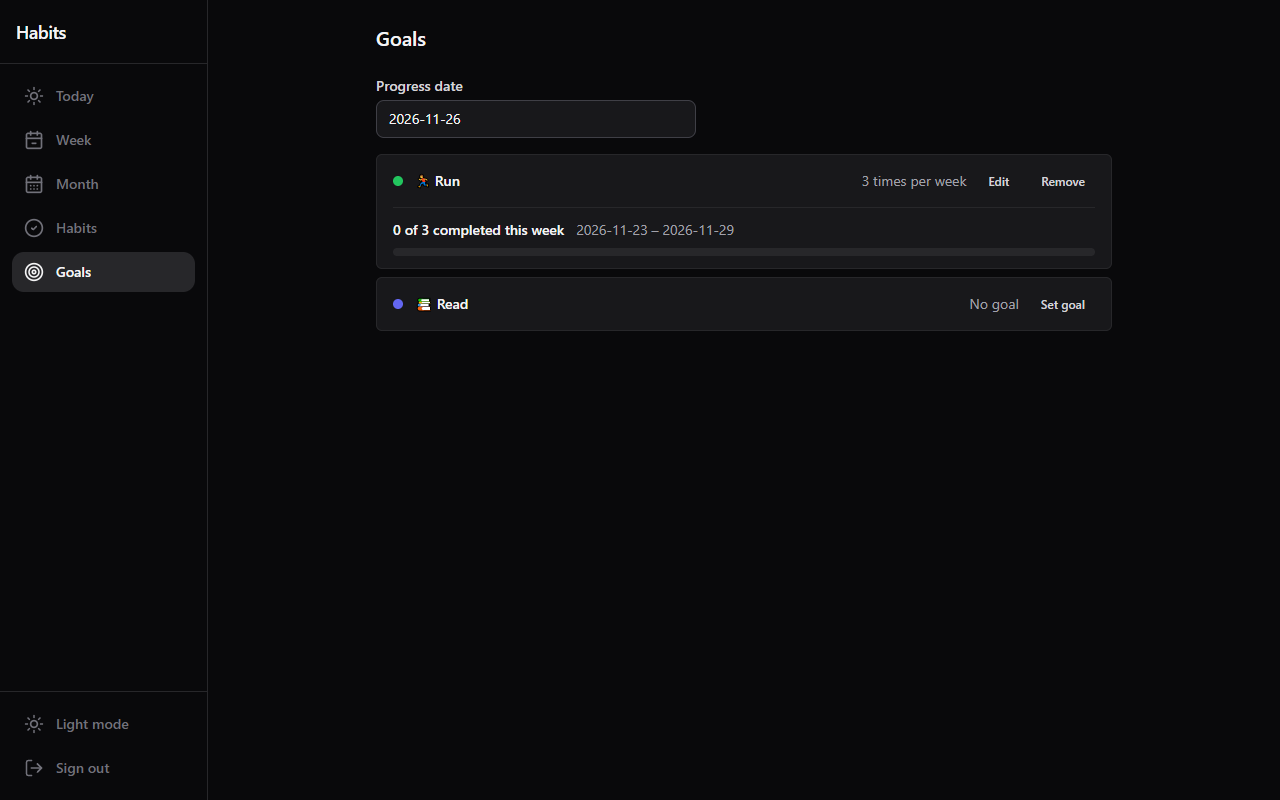 Habits
Today
Week
Month
Habits
Goals
Light mode
Sign out
Goals
Progress date
2026-11-26
Run
3 times per week
Edit
Remove
0 of 3 completed this week
2026-11-23 – 2026-11-29
Read
No goal
Set goal